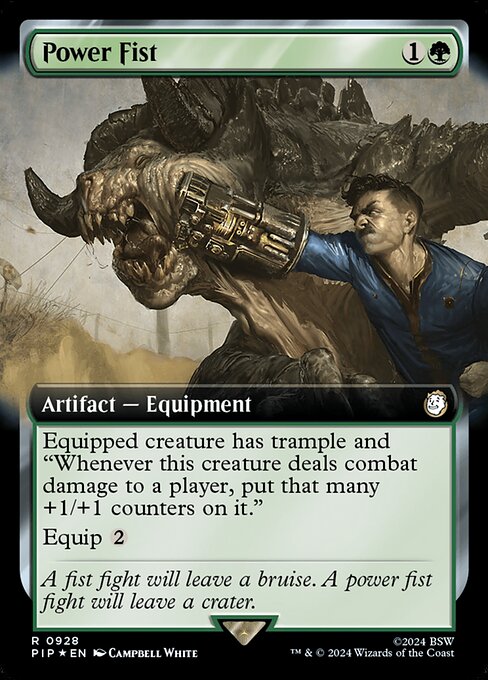 Power Fist 1
Artifact — Equipment
Equipped creature has trample and
“Whenever this creature deals combat
damage to a player, put that many
+1/+1 counters on it.”
Equip 2
A fist fight will leave a bruise. A power fist
fight will leave a crater.
R 0928
PIP ★ EN Campbell White
©2024 BSW
™ & © 2024 Wizards of the Coast